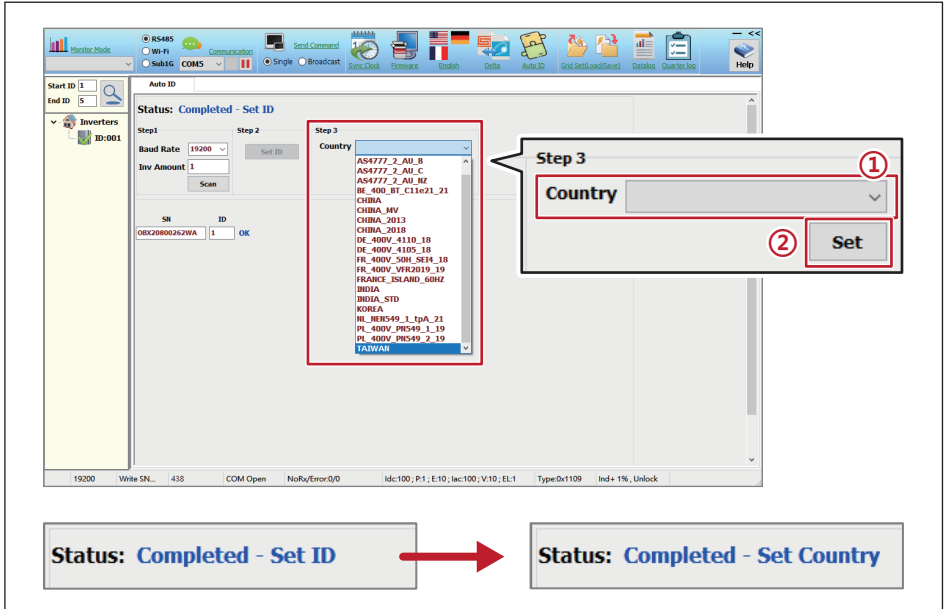 Monitor Mode
RS485
Wi-Fi
Sub1G
COM5
Communication
Send Command
Single
Broadcast
Sync Clock
Firmware
English
Delta
Auto ID
Grid Set(Load/Save)
Datalog
Quarter log
— <<
Help
Start ID 1
End ID 5
Inverters
ID:001
Auto ID
Status: Completed - Set ID
Step1
Baud Rate 19200
Inv Amount 1
Scan
Step 2
Set ID
Step 3
Country
AS4777_2_AU_B
AS4777_2_AU_C
AS4777_2_AU_NZ
BE_400_BT_C11e21_21
CHINA
CHINA_MV
CHINA_2013
CHINA_2018
DE_400V_4110_18
DE_400V_4105_18
FR_400V_50H_SEI4_18
FR_400V_VFR2019_19
FRANCE_ISLAND_60HZ
INDIA
INDIA_STD
KOREA
NL_NEN549_1_tpA_21
PL_400V_PN549_1_19
PL_400V_PN549_2_19
TAIWAN
SN ID
OBX20800262WA 1 OK
Step 3
①
Country
②
Set
19200 Write SN... 438 COM Open NoRx/Error:0/0 Idc:100 ; P:1 ; E:10 ; Iac:100 ; V:10 ; EL:1 Type:0x1109 Ind+ 1% , Unlock
Status: Completed - Set ID
Status: Completed - Set Country